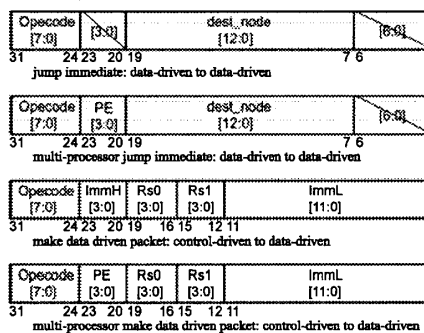 Opecode [3:0] dest_node [6:0]
[7:0] [12:0]
31 24 23 20 19 7 6
jump immediate: data-driven to data-driven
Opecode PE dest_node [6:0]
[7:0] [3:0] [12:0]
31 24 23 20 19 7 6
multi-processor jump immediate: data-driven to data-driven
Opecode ImmH Rs0 Rs1 ImmL
[7:0] [3:0] [3:0] [3:0] [11:0]
31 24 23 20 19 16 15 12 11
make data driven packet: control-driven to data-driven
Opecode PE Rs0 Rs1 ImmL
[7:0] [3:0] [3:0] [3:0] [11:0]
31 24 23 20 19 16 15 12 11
multi-processor make data driven packet: control-driven to data-driven